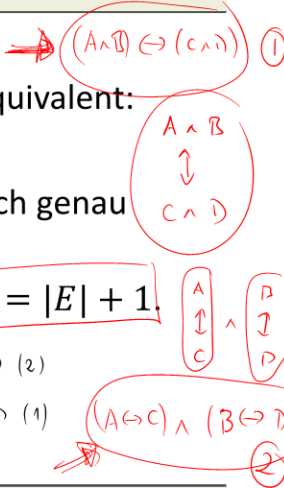 (A∧B) ↔ (C∧D) ①
quivalent:
A ∧ B
↕
C ∧ D
ch genau
= |E| + 1.
A ∧ B
↕ ↕
C D
(2)
(1)
(A↔C) ∧ (B↔D
②